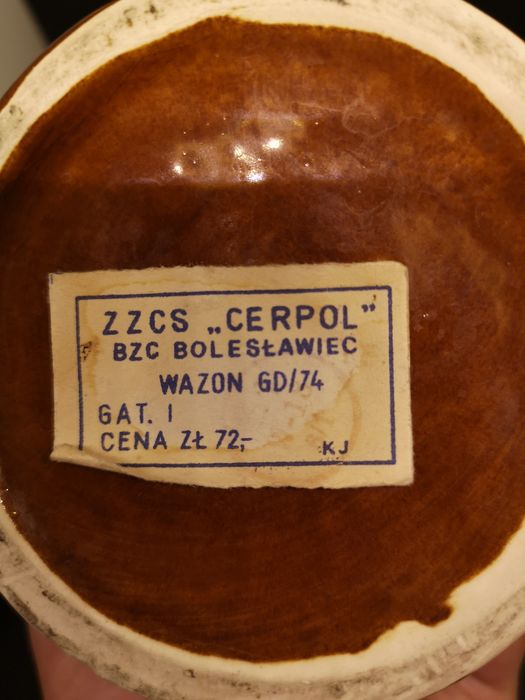 ZZCS „CERPOL”
BZC BOLESŁAWIEC
WAZON GD/74
GAT. I
CENA ZŁ 72,-
KJ